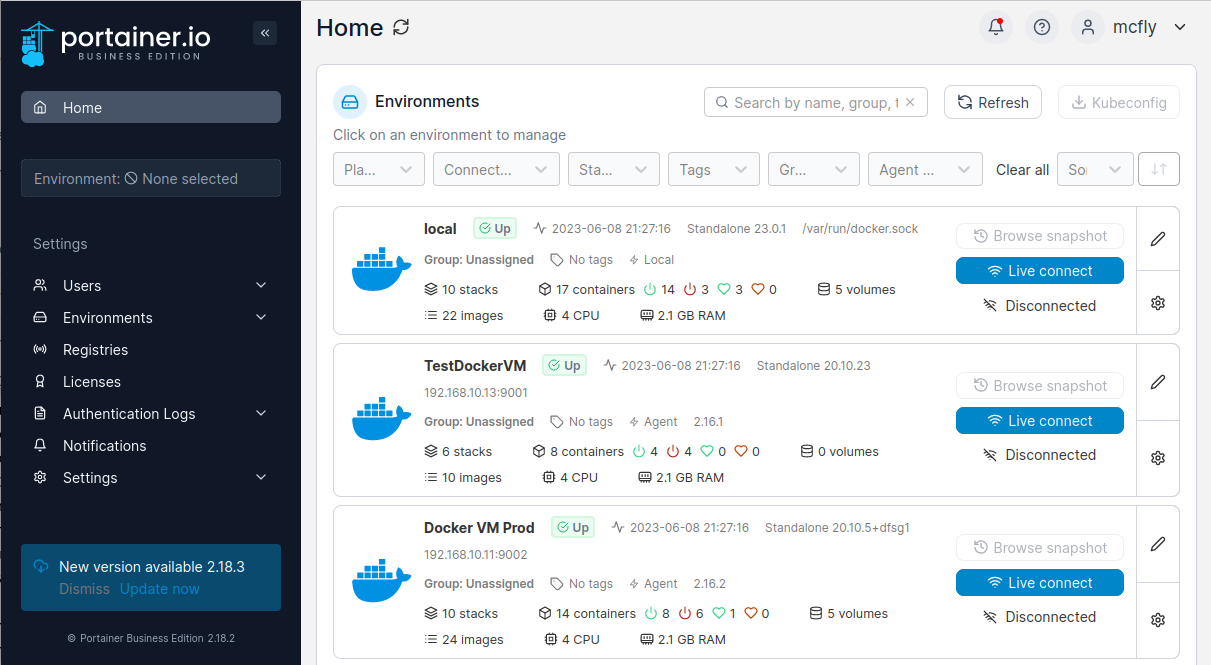 portainer.io
BUSINESS EDITION
Home
Environment: None selected
Settings
Users
Environments
Registries
Licenses
Authentication Logs
Notifications
Settings
New version available 2.18.3
Dismiss Update now
© Portainer Business Edition 2.18.2
Home
mcfly
Environments
Search by name, group, t
Refresh
Kubeconfig
Click on an environment to manage
Pla... Connect... Sta... Tags Gr... Agent ... Clear all So
local Up 2023-06-08 21:27:16 Standalone 23.0.1 /var/run/docker.sock
Group: Unassigned No tags Local
10 stacks 17 containers 14 3 3 0 5 volumes
22 images 4 CPU 2.1 GB RAM
Browse snapshot
Live connect
Disconnected
TestDockerVM Up 2023-06-08 21:27:16 Standalone 20.10.23
192.168.10.13:9001
Group: Unassigned No tags Agent 2.16.1
6 stacks 8 containers 4 4 0 0 0 volumes
10 images 4 CPU 2.1 GB RAM
Browse snapshot
Live connect
Disconnected
Docker VM Prod Up 2023-06-08 21:27:16 Standalone 20.10.5+dfsg1
192.168.10.11:9002
Group: Unassigned No tags Agent 2.16.2
10 stacks 14 containers 8 6 1 0 5 volumes
24 images 4 CPU 2.1 GB RAM
Browse snapshot
Live connect
Disconnected